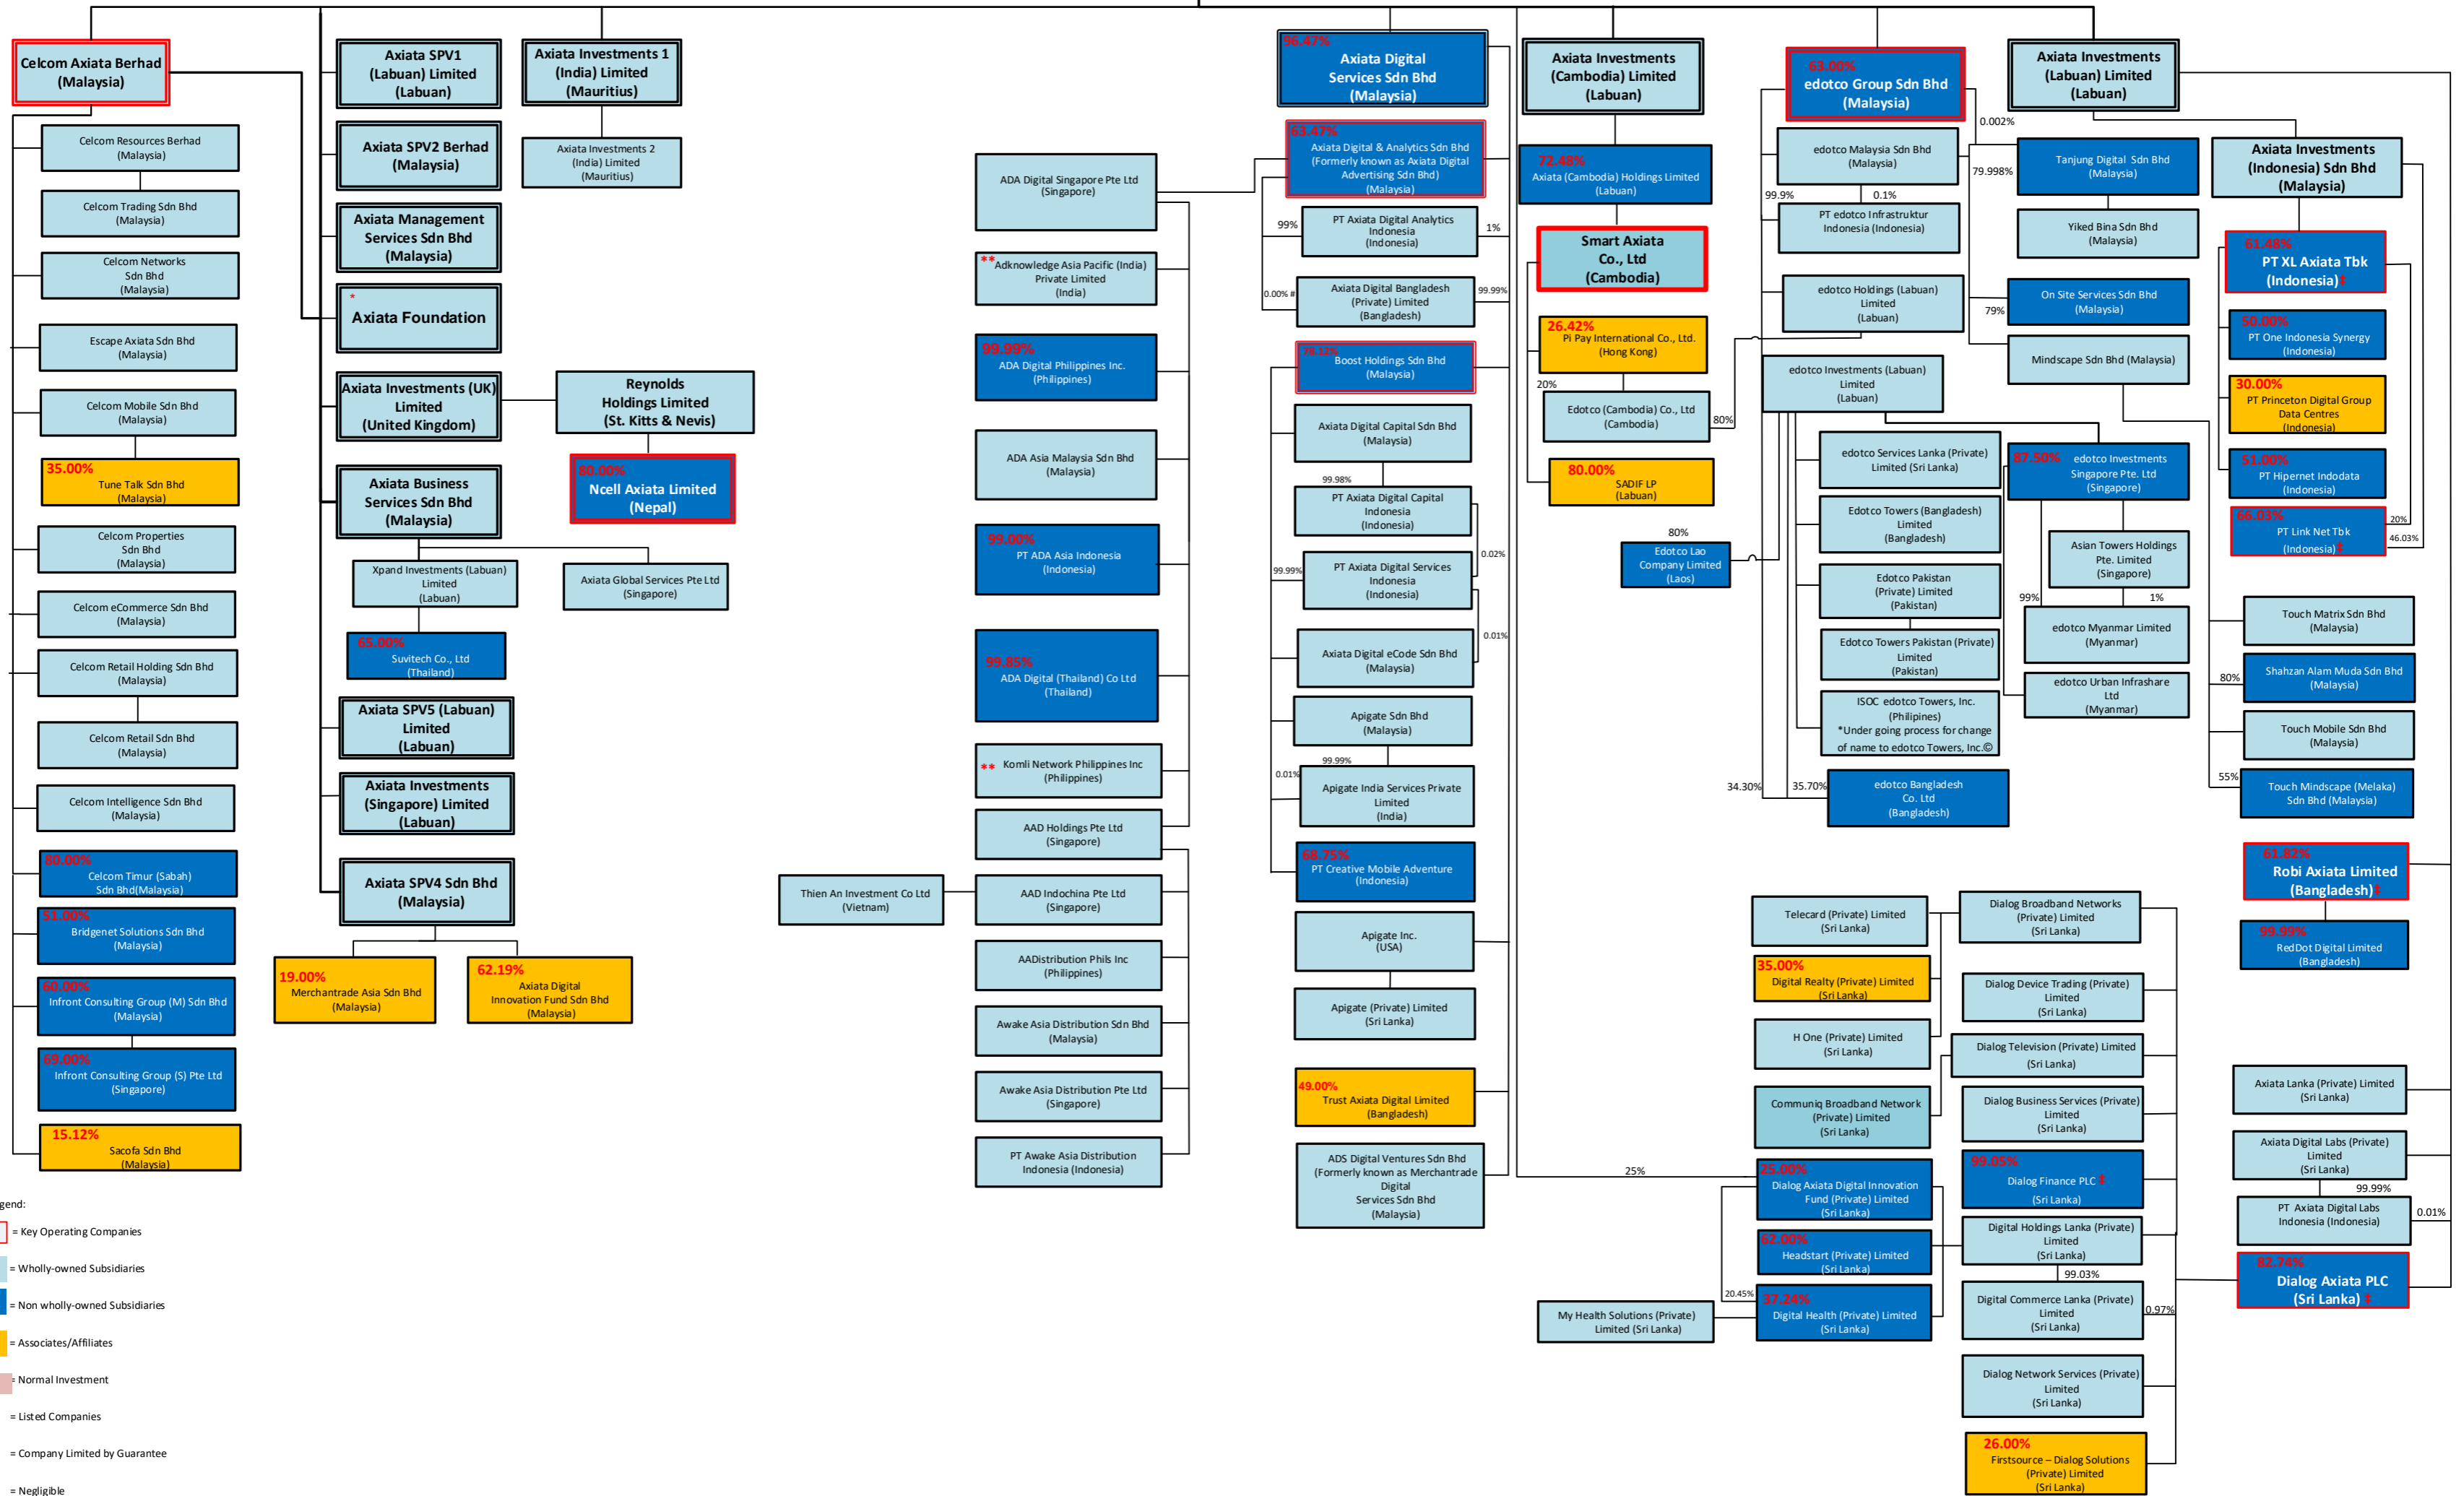 Celcom Axiata Berhad
(Malaysia)
Celcom Resources Berhad
(Malaysia)
Celcom Trading Sdn Bhd
(Malaysia)
Celcom Networks
Sdn Bhd
(Malaysia)
Escape Axiata Sdn Bhd
(Malaysia)
Celcom Mobile Sdn Bhd
(Malaysia)
35.00%
Tune Talk Sdn Bhd
(Malaysia)
Celcom Properties
Sdn Bhd
(Malaysia)
Celcom eCommerce Sdn Bhd
(Malaysia)
Celcom Retail Holding Sdn Bhd
(Malaysia)
Celcom Retail Sdn Bhd
(Malaysia)
Celcom Intelligence Sdn Bhd
(Malaysia)
80.00%
Celcom Timur (Sabah)
Sdn Bhd(Malaysia)
51.00%
Bridgenet Solutions Sdn Bhd
(Malaysia)
60.00%
Infront Consulting Group (M) Sdn Bhd
(Malaysia)
69.00%
Infront Consulting Group (S) Pte Ltd
(Singapore)
15.12%
Sacofa Sdn Bhd
(Malaysia)
gend:
= Key Operating Companies
= Wholly-owned Subsidiaries
= Non wholly-owned Subsidiaries
= Associates/Affiliates
= Normal Investment
= Listed Companies
= Company Limited by Guarantee
= Negligible
Axiata SPV1
(Labuan) Limited
(Labuan)
Axiata SPV2 Berhad
(Malaysia)
Axiata Management
Services Sdn Bhd
(Malaysia)
*
Axiata Foundation
Axiata Investments (UK)
Limited
(United Kingdom)
Axiata Business
Services Sdn Bhd
(Malaysia)
Xpand Investments (Labuan)
Limited
(Labuan)
65.00%
Suvitech Co., Ltd
(Thailand)
Axiata SPV5 (Labuan)
Limited
(Labuan)
Axiata Investments
(Singapore) Limited
(Labuan)
Axiata SPV4 Sdn Bhd
(Malaysia)
19.00%
Merchantrade Asia Sdn Bhd
(Malaysia)
62.19%
Axiata Digital
Innovation Fund Sdn Bhd
(Malaysia)
Axiata Investments 1
(India) Limited
(Mauritius)
Axiata Investments 2
(India) Limited
(Mauritius)
Reynolds
Holdings Limited
(St. Kitts & Nevis)
80.00%
Ncell Axiata Limited
(Nepal)
Axiata Global Services Pte Ltd
(Singapore)
ADA Digital Singapore Pte Ltd
(Singapore)
**Adknowledge Asia Pacific (India)
Private Limited
(India)
99.99%
ADA Digital Philippines Inc.
(Philippines)
ADA Asia Malaysia Sdn Bhd
(Malaysia)
99.00%
PT ADA Asia Indonesia
(Indonesia)
99.85%
ADA Digital (Thailand) Co Ltd
(Thailand)
** Komli Network Philippines Inc
(Philippines)
AAD Holdings Pte Ltd
(Singapore)
Thien An Investment Co Ltd
(Vietnam)
AAD Indochina Pte Ltd
(Singapore)
AADistribution Phils Inc
(Philippines)
Awake Asia Distribution Sdn Bhd
(Malaysia)
Awake Asia Distribution Pte Ltd
(Singapore)
PT Awake Asia Distribution
Indonesia (Indonesia)
96.47%
Axiata Digital
Services Sdn Bhd
(Malaysia)
63.47%
Axiata Digital & Analytics Sdn Bhd
(Formerly known as Axiata Digital
Advertising Sdn Bhd)
(Malaysia)
99%
PT Axiata Digital Analytics
Indonesia
(Indonesia)
1%
0.00% #
Axiata Digital Bangladesh
(Private) Limited
(Bangladesh)
99.99%
78.12%
Boost Holdings Sdn Bhd
(Malaysia)
Axiata Digital Capital Sdn Bhd
(Malaysia)
99.98%
PT Axiata Digital Capital
Indonesia
(Indonesia)
0.02%
99.99%
PT Axiata Digital Services
Indonesia
(Indonesia)
0.01%
Axiata Digital eCode Sdn Bhd
(Malaysia)
Apigate Sdn Bhd
(Malaysia)
99.99%
0.01%
Apigate India Services Private
Limited
(India)
68.75%
PT Creative Mobile Adventure
(Indonesia)
Apigate Inc.
(USA)
Apigate (Private) Limited
(Sri Lanka)
49.00%
Trust Axiata Digital Limited
(Bangladesh)
ADS Digital Ventures Sdn Bhd
(Formerly known as Merchantrade
Digital
Services Sdn Bhd
(Malaysia)
Axiata Investments
(Cambodia) Limited
(Labuan)
72.48%
Axiata (Cambodia) Holdings Limited
(Labuan)
Smart Axiata
Co., Ltd
(Cambodia)
26.42%
Pi Pay International Co., Ltd.
(Hong Kong)
20%
Edotco (Cambodia) Co., Ltd
(Cambodia)
80%
80.00%
SADIF LP
(Labuan)
80%
Edotco Lao
Company Limited
(Laos)
63.00%
edotco Group Sdn Bhd
(Malaysia)
0.002%
edotco Malaysia Sdn Bhd
(Malaysia)
79.998%
99.9%
0.1%
PT edotco Infrastruktur
Indonesia (Indonesia)
edotco Holdings (Labuan)
Limited
(Labuan)
edotco Investments (Labuan)
Limited
(Labuan)
edotco Services Lanka (Private)
Limited (Sri Lanka)
Edotco Towers (Bangladesh)
Limited
(Bangladesh)
Edotco Pakistan
(Private) Limited
(Pakistan)
Edotco Towers Pakistan (Private)
Limited
(Pakistan)
ISOC edotco Towers, Inc.
(Philipines)
*Under going process for change
of name to edotco Towers, Inc.©
34.30%
35.70%
edotco Bangladesh
Co. Ltd
(Bangladesh)
Tanjung Digital Sdn Bhd
(Malaysia)
Yiked Bina Sdn Bhd
(Malaysia)
79%
On Site Services Sdn Bhd
(Malaysia)
Mindscape Sdn Bhd (Malaysia)
87.50%
edotco Investments
Singapore Pte. Ltd
(Singapore)
Asian Towers Holdings
Pte. Limited
(Singapore)
99%
1%
edotco Myanmar Limited
(Myanmar)
edotco Urban Infrashare
Ltd
(Myanmar)
Axiata Investments
(Labuan) Limited
(Labuan)
Axiata Investments
(Indonesia) Sdn Bhd
(Malaysia)
61.48%
PT XL Axiata Tbk
(Indonesia)‡
50.00%
PT One Indonesia Synergy
(Indonesia)
30.00%
PT Princeton Digital Group
Data Centres
(Indonesia)
51.00%
PT Hipernet Indodata
(Indonesia)
66.03%
PT Link Net Tbk
(Indonesia)‡
20%
46.03%
Touch Matrix Sdn Bhd
(Malaysia)
80%
Shahzan Alam Muda Sdn Bhd
(Malaysia)
Touch Mobile Sdn Bhd
(Malaysia)
55%
Touch Mindscape (Melaka)
Sdn Bhd (Malaysia)
61.82%
Robi Axiata Limited
(Bangladesh)‡
99.99%
RedDot Digital Limited
(Bangladesh)
Axiata Lanka (Private) Limited
(Sri Lanka)
Axiata Digital Labs (Private)
Limited
(Sri Lanka)
99.99%
PT Axiata Digital Labs
Indonesia (Indonesia)
0.01%
82.74%
Dialog Axiata PLC
(Sri Lanka) ‡
Telecard (Private) Limited
(Sri Lanka)
35.00%
Digital Realty (Private) Limited
(Sri Lanka)
H One (Private) Limited
(Sri Lanka)
Communiq Broadband Network
(Private) Limited
(Sri Lanka)
25%
25.00%
Dialog Axiata Digital Innovation
Fund (Private) Limited
(Sri Lanka)
62.00%
Headstart (Private) Limited
(Sri Lanka)
20.45%
37.24%
Digital Health (Private) Limited
(Sri Lanka)
My Health Solutions (Private)
Limited (Sri Lanka)
Dialog Broadband Networks
(Private) Limited
(Sri Lanka)
Dialog Device Trading (Private)
Limited
(Sri Lanka)
Dialog Television (Private) Limited
(Sri Lanka)
Dialog Business Services (Private)
Limited
(Sri Lanka)
99.05%
Dialog Finance PLC ‡
(Sri Lanka)
Digital Holdings Lanka (Private)
Limited
(Sri Lanka)
99.03%
Digital Commerce Lanka (Private)
Limited
(Sri Lanka)
0.97%
Dialog Network Services (Private)
Limited
(Sri Lanka)
26.00%
Firstsource – Dialog Solutions
(Private) Limited
(Sri Lanka)